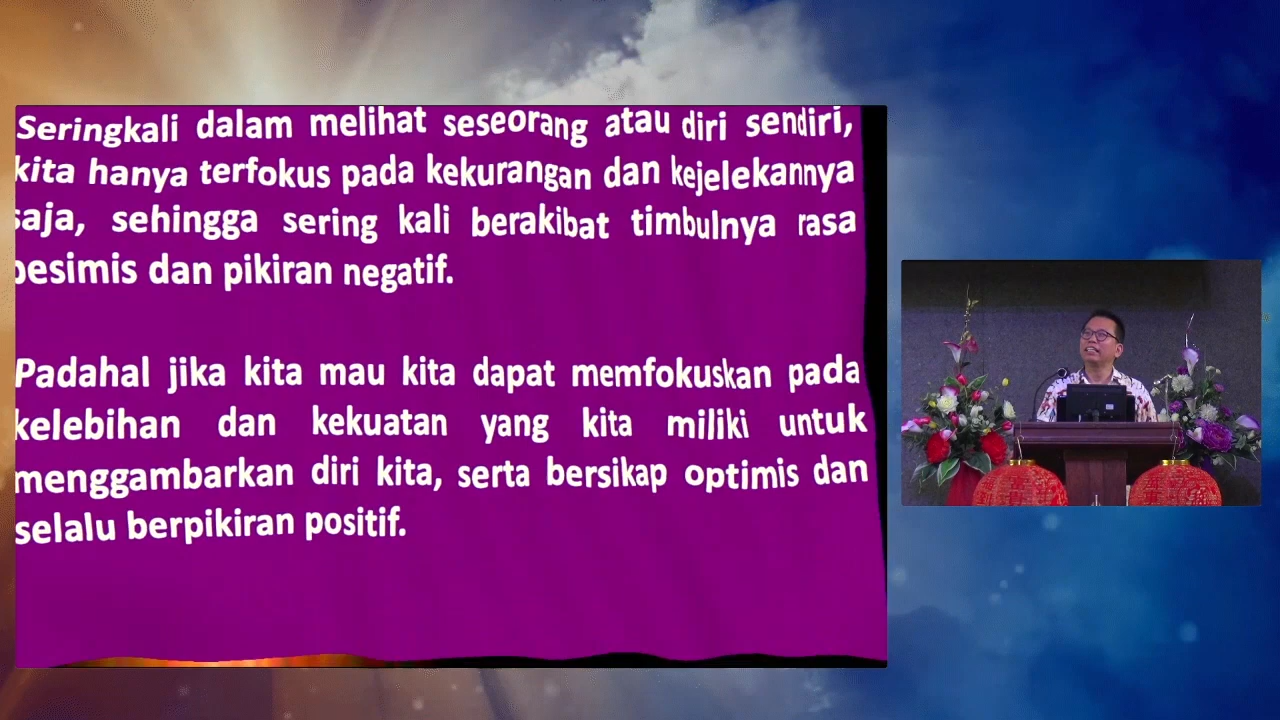 Seringkali dalam melihat seseorang atau diri sendiri,
kita hanya terfokus pada kekurangan dan kejelekannya
saja, sehingga sering kali berakibat timbulnya rasa
pesimis dan pikiran negatif.
Padahal jika kita mau kita dapat memfokuskan pada
kelebihan dan kekuatan yang kita miliki untuk
menggambarkan diri kita, serta bersikap optimis dan
selalu berpikiran positif.